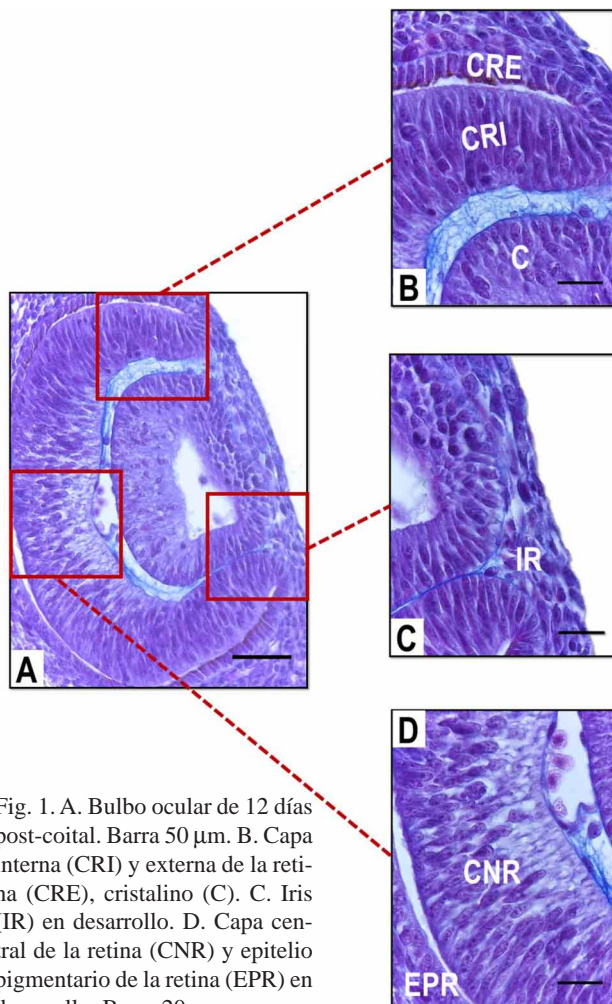 CRE
CRI
C
B
A
IR
C
D
CNR
EPR
Fig. 1. A. Bulbo ocular de 12 días
post-coital. Barra 50 µm. B. Capa
interna (CRI) y externa de la reti-
na (CRE), cristalino (C). C. Iris
(IR) en desarrollo. D. Capa cen-
tral de la retina (CNR) y epitelio
pigmentario de la retina (EPR) en